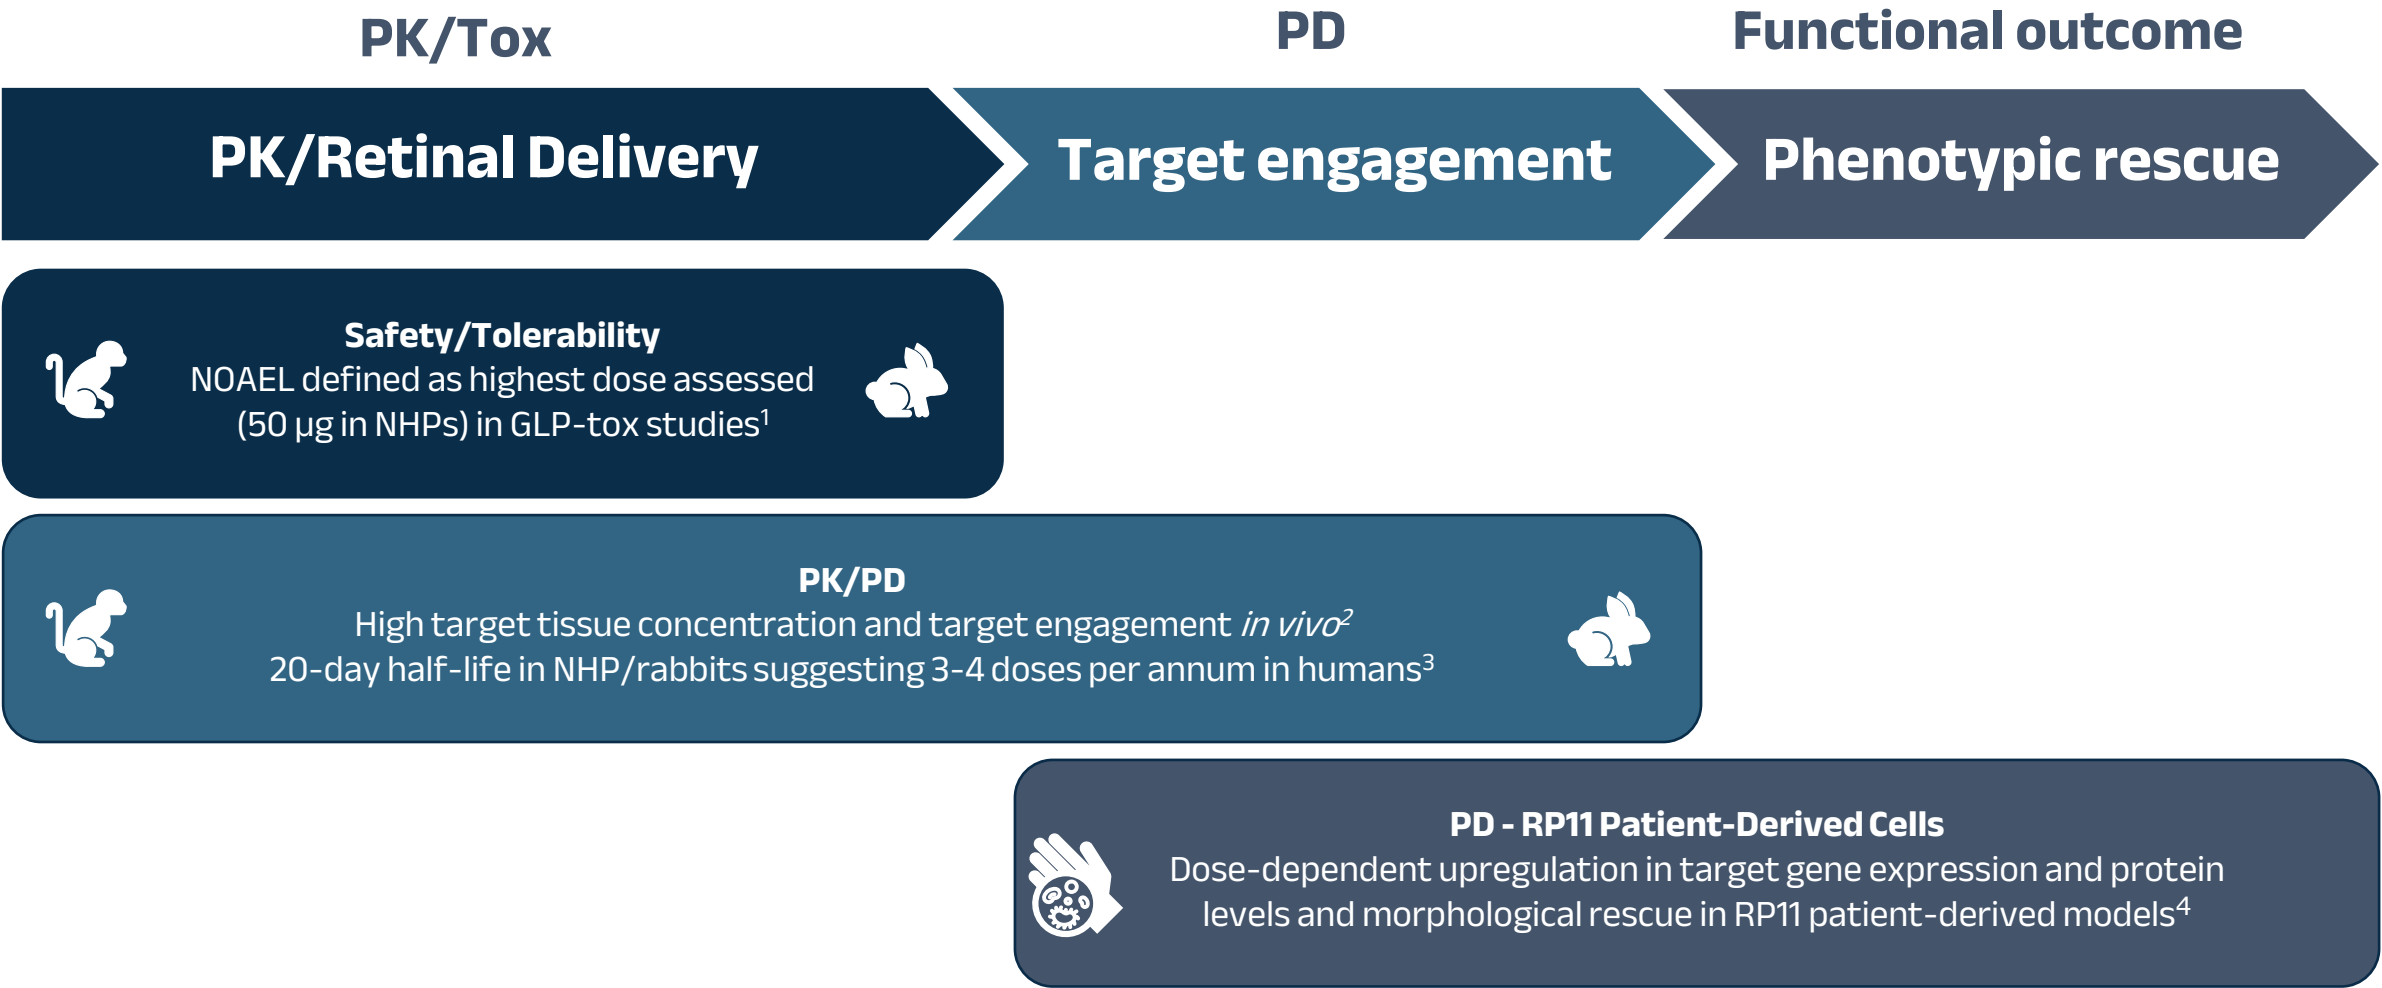 PK/Tox
PD
Functional outcome
PK/Retinal Delivery
Target engagement
Phenotypic rescue
Safety/Tolerability
NOAEL defined as highest dose assessed
(50 µg in NHPs) in GLP-tox studies¹
PK/PD
High target tissue concentration and target engagement in vivo²
20-day half-life in NHP/rabbits suggesting 3-4 doses per annum in humans³
PD - RP11 Patient-Derived Cells
Dose-dependent upregulation in target gene expression and protein
levels and morphological rescue in RP11 patient-derived models⁴